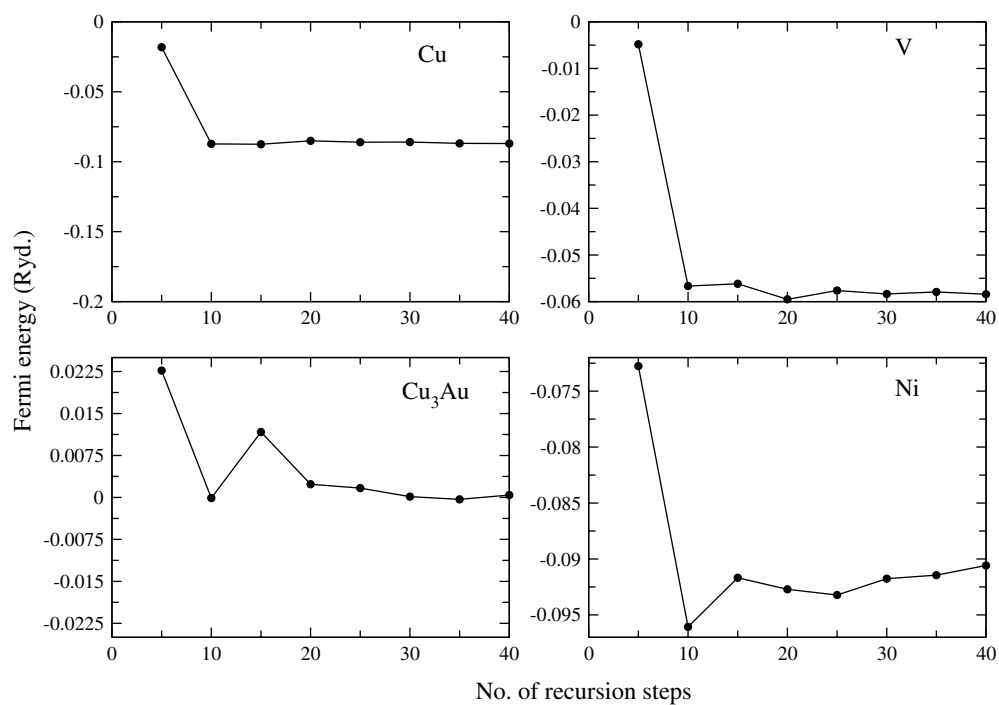 0
-0.05
-0.1
-0.15
-0.2
0 10 20 30 40
Cu
0
-0.01
-0.02
-0.03
-0.04
-0.05
-0.06
0 10 20 30 40
V
Fermi energy (Ryd.)
0.0225
0.015
0.0075
0
-0.0075
-0.015
-0.0225
0 10 20 30 40
Cu₃Au
-0.075
-0.08
-0.085
-0.09
-0.095
0 10 20 30 40
Ni
No. of recursion steps